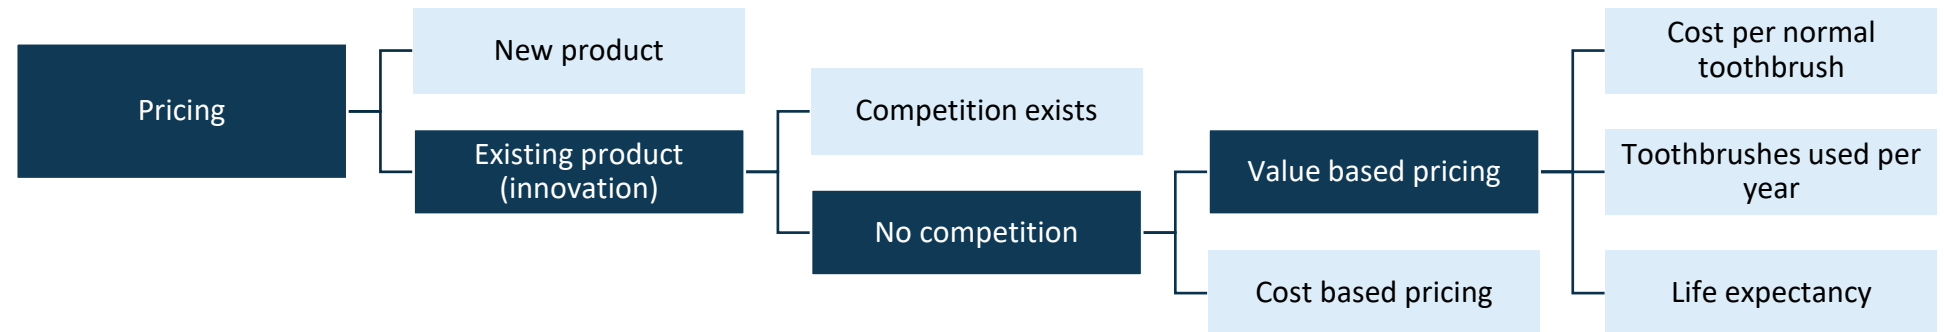 Pricing
New product
Existing product
(innovation)
Competition exists
No competition
Value based pricing
Cost based pricing
Cost per normal
toothbrush
Toothbrushes used per
year
Life expectancy